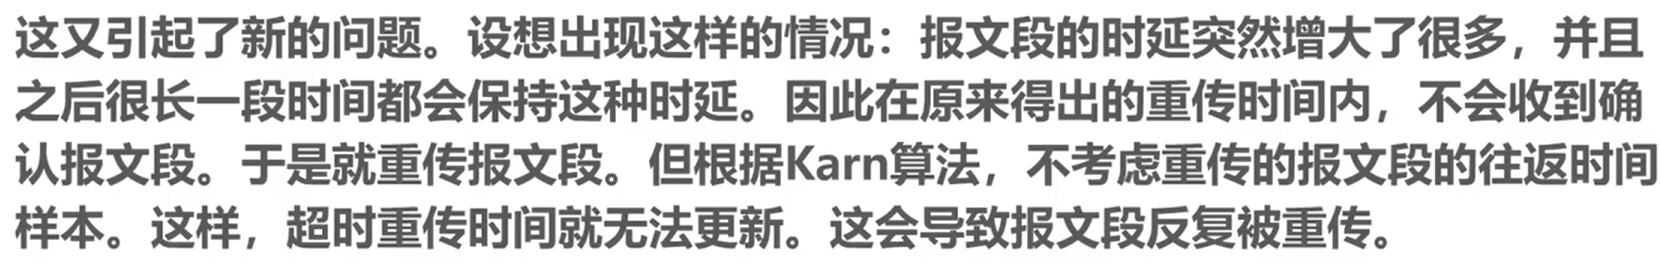 这又引起了新的问题。设想出现这样的情况：报文段的时延突然增大了很多，并且
之后很长一段时间都会保持这种时延。因此在原来得出的重传时间内，不会收到确
认报文段。于是就重传报文段。但根据Karn算法，不考虑重传的报文段的往返时间
样本。这样，超时重传时间就无法更新。这会导致报文段反复被重传。